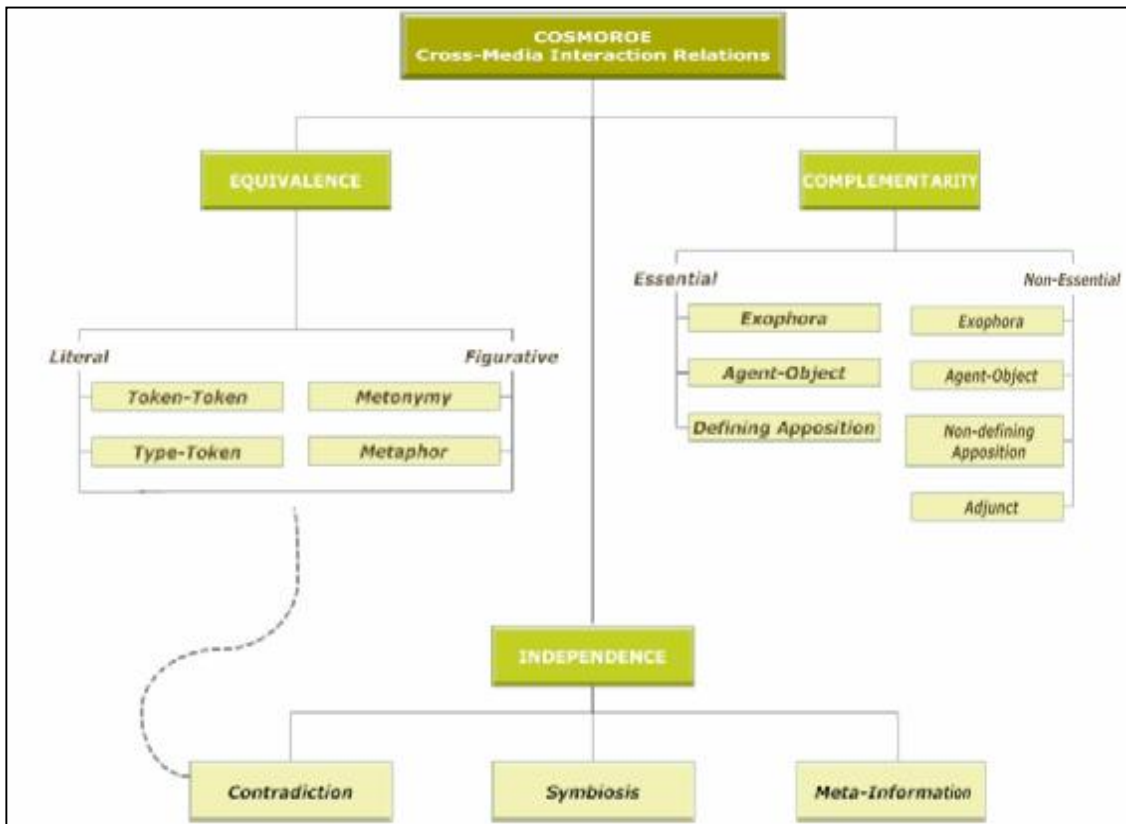 COSMOROE
Cross-Media Interaction Relations
EQUIVALENCE
COMPLEMENTARITY
Essential
Non-Essential
Exophora
Agent-Object
Defining Apposition
Exophora
Agent-Object
Non-defining
Apposition
Adjunct
Literal
Figurative
Token-Token
Metonymy
Type-Token
Metaphor
INDEPENDENCE
Contradiction
Symbiosis
Meta-Information